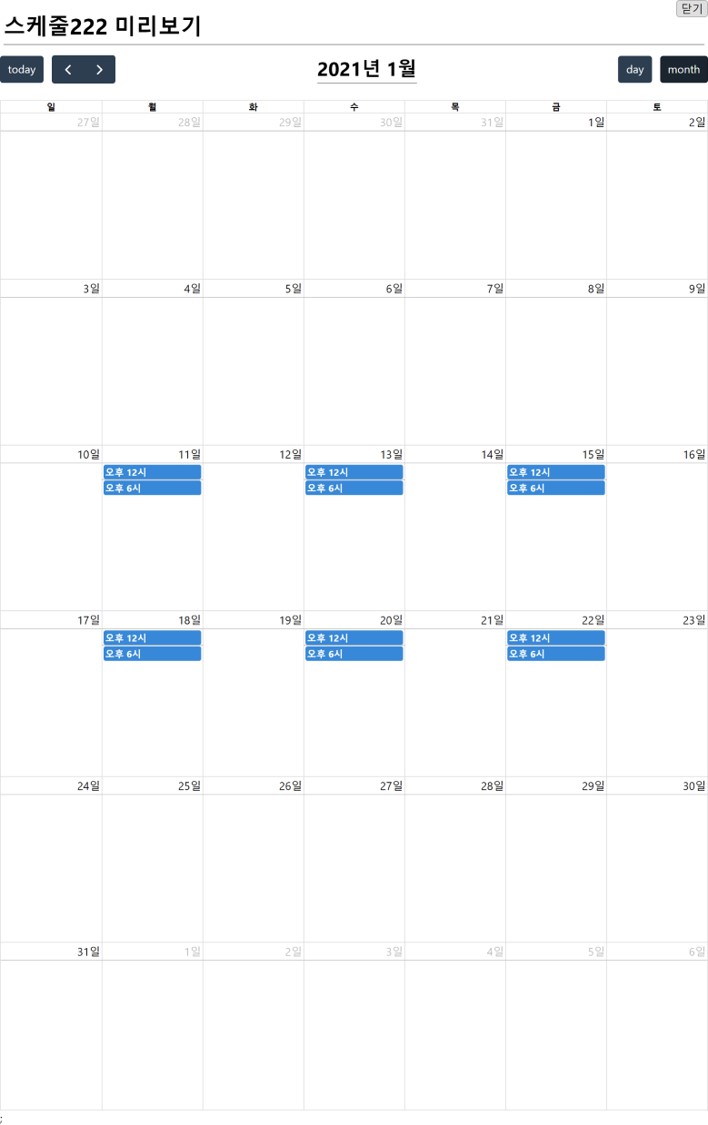 닫기
스케줄222 미리보기
today
2021년 1월
day month
일 월 화 수 목 금 토
27일 28일 29일 30일 31일 1일 2일
3일 4일 5일 6일 7일 8일 9일
10일 11일 12일 13일 14일 15일 16일
오후 12시 오후 12시 오후 12시
오후 6시 오후 6시 오후 6시
17일 18일 19일 20일 21일 22일 23일
오후 12시 오후 12시 오후 12시
오후 6시 오후 6시 오후 6시
24일 25일 26일 27일 28일 29일 30일
31일 1일 2일 3일 4일 5일 6일
;